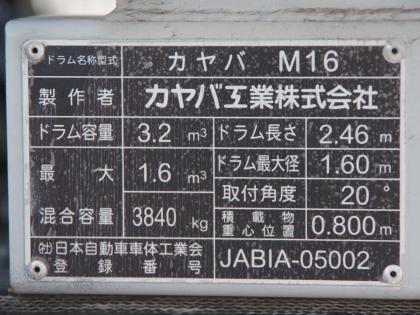 ドラム名称型式 カヤバ M16
製作者 カヤバ工業株式会社
ドラム容量 3.2 m³ ドラム長さ 2.46 m
最大 1.6 m³ ドラム最大径 1.60 m
混合容量 3840 kg 取付角度 20°
積載物重心位置 0.800 m
㈳日本自動車車体工業会
登録番号 JABIA-05002